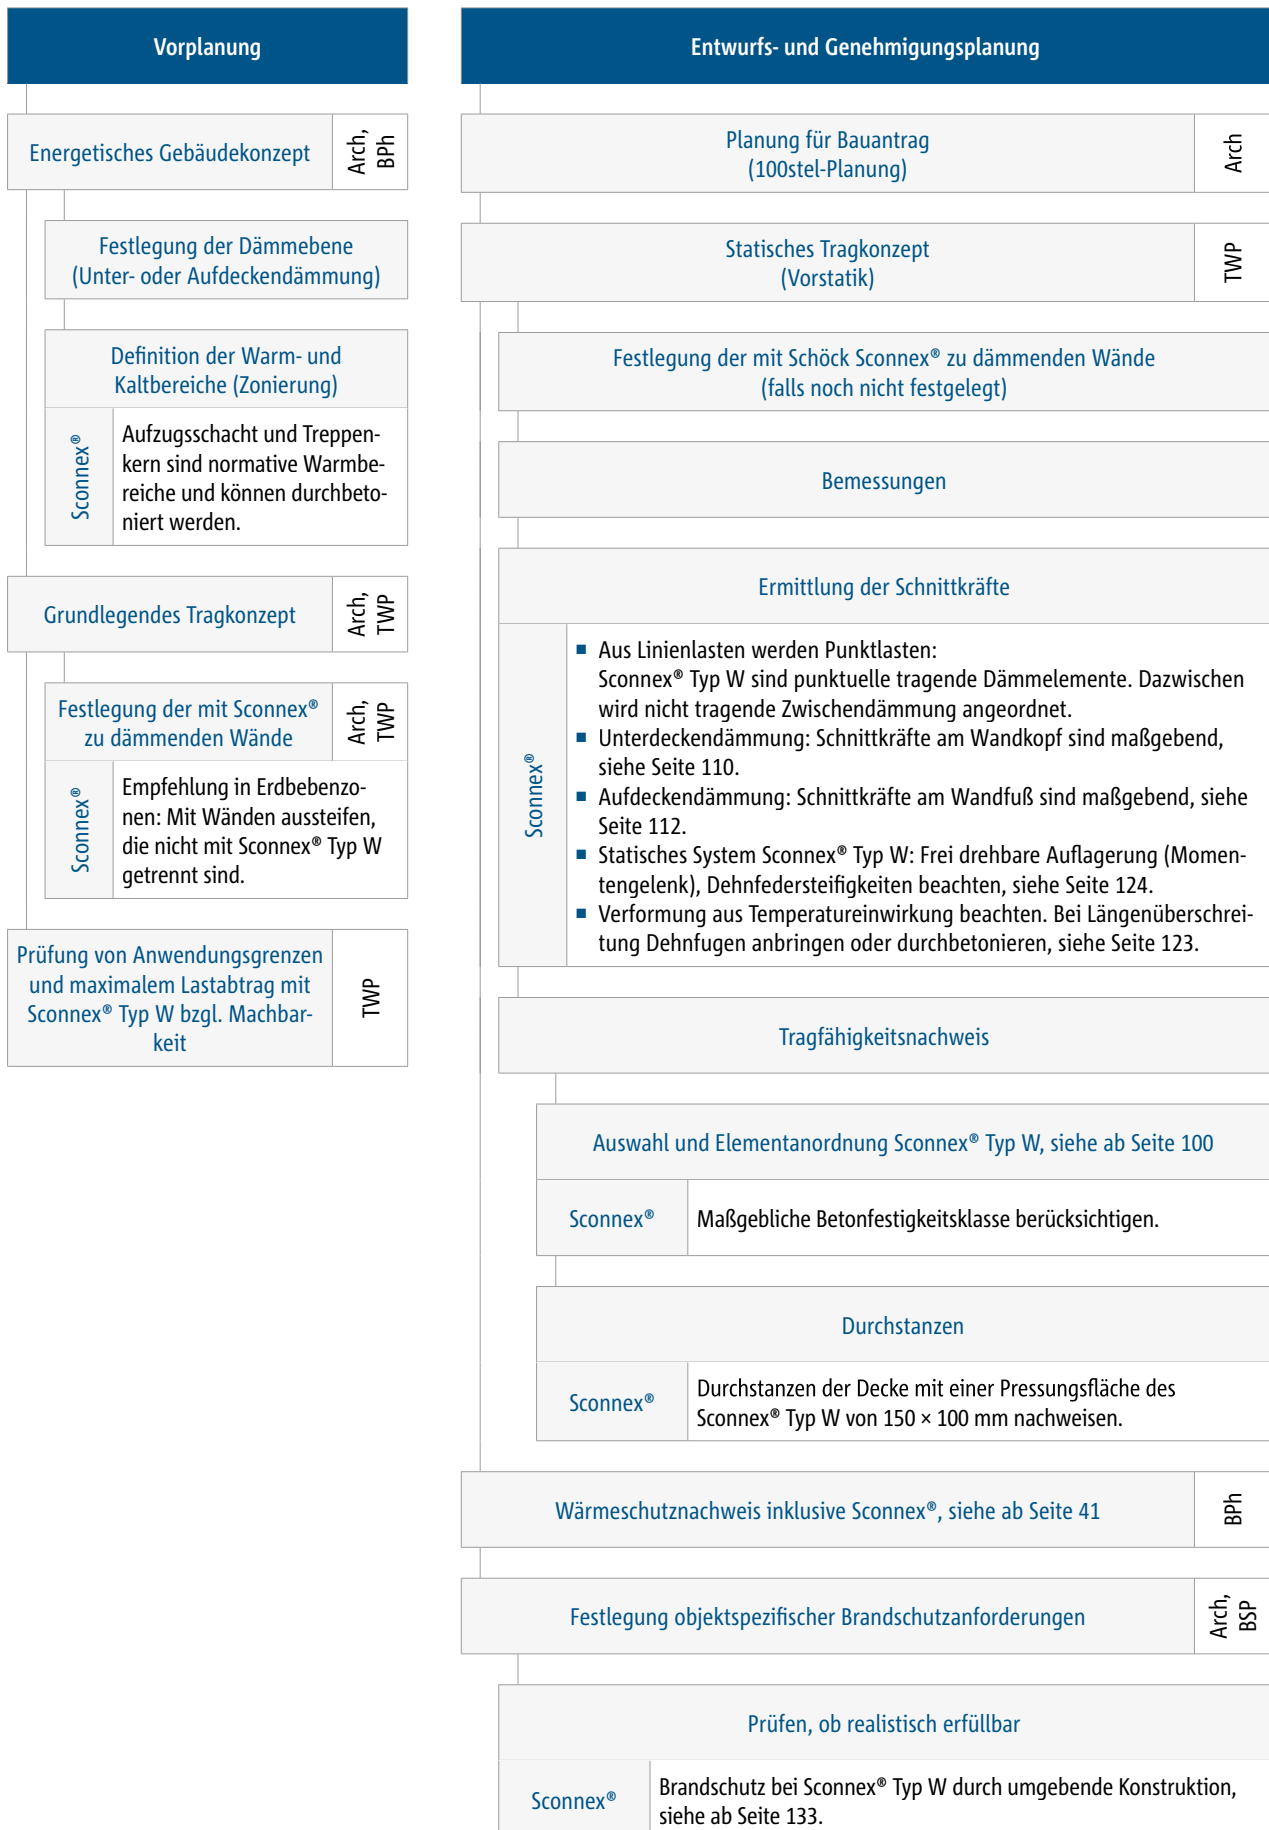 Vorplanung
Energetisches Gebäudekonzept
Arch,
BPh
Festlegung der Dämmebene
(Unter- oder Aufdeckendämmung)
Definition der Warm- und
Kaltbereiche (Zonierung)
Sconnex®
Aufzugsschacht und Treppen-
kern sind normative Warmbe-
reiche und können durchbeto-
niert werden.
Grundlegendes Tragkonzept
Arch,
TWP
Festlegung der mit Sconnex®
zu dämmenden Wände
Arch,
TWP
Sconnex®
Empfehlung in Erdbebenzo-
nen: Mit Wänden aussteifen,
die nicht mit Sconnex® Typ W
getrennt sind.
Prüfung von Anwendungsgrenzen
und maximalem Lastabtrag mit
Sconnex® Typ W bzgl. Machbar-
keit
TWP
Entwurfs- und Genehmigungsplanung
Planung für Bauantrag
(100stel-Planung)
Arch
Statisches Tragkonzept
(Vorstatik)
TWP
Festlegung der mit Schöck Sconnex® zu dämmenden Wände
(falls noch nicht festgelegt)
Bemessungen
Ermittlung der Schnittkräfte
Sconnex®
■ Aus Linienlasten werden Punktlasten:
Sconnex® Typ W sind punktuelle tragende Dämmelemente. Dazwischen
wird nicht tragende Zwischendämmung angeordnet.
■ Unterdeckendämmung: Schnittkräfte am Wandkopf sind maßgebend,
siehe Seite 110.
■ Aufdeckendämmung: Schnittkräfte am Wandfuß sind maßgebend, siehe
Seite 112.
■ Statisches System Sconnex® Typ W: Frei drehbare Auflagerung (Momen-
tengelenk), Dehnfedersteifigkeiten beachten, siehe Seite 124.
■ Verformung aus Temperatureinwirkung beachten. Bei Längenüberschrei-
tung Dehnfugen anbringen oder durchbetonieren, siehe Seite 123.
Tragfähigkeitsnachweis
Auswahl und Elementanordnung Sconnex® Typ W, siehe ab Seite 100
Sconnex®
Maßgebliche Betonfestigkeitsklasse berücksichtigen.
Durchstanzen
Sconnex®
Durchstanzen der Decke mit einer Pressungsfläche des
Sconnex® Typ W von 150 × 100 mm nachweisen.
Wärmeschutznachweis inklusive Sconnex®, siehe ab Seite 41
BPh
Festlegung objektspezifischer Brandschutzanforderungen
Arch,
BSP
Prüfen, ob realistisch erfüllbar
Sconnex®
Brandschutz bei Sconnex® Typ W durch umgebende Konstruktion,
siehe ab Seite 133.